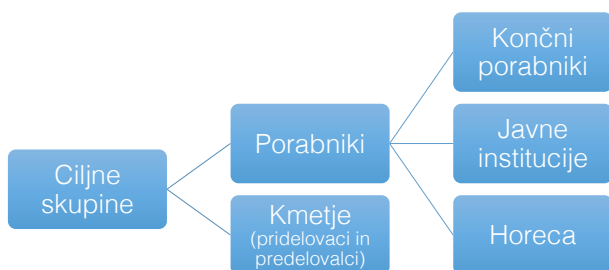 Ciljne
skupine
Porabniki
Kmetje
(pridelovaci in
predelovalci)
Končni
porabniki
Javne
institucije
Horeca